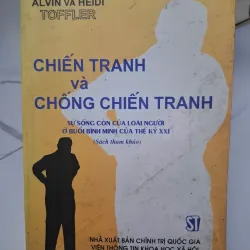 ALVIN VÀ HEIDI
TOFFLER
CHIẾN TRANH
và
CHỐNG CHIẾN TRANH
SỰ SỐNG CÒN CỦA LOÀI NGƯỜI
Ở BUỔI BÌNH MINH CỦA THẾ KỶ XXI
(Sách tham khảo)
ST
NHÀ XUẤT BẢN CHÍNH TRỊ QUỐC GIA
VIỆN THÔNG TIN KHOA HỌC XÃ HỘI